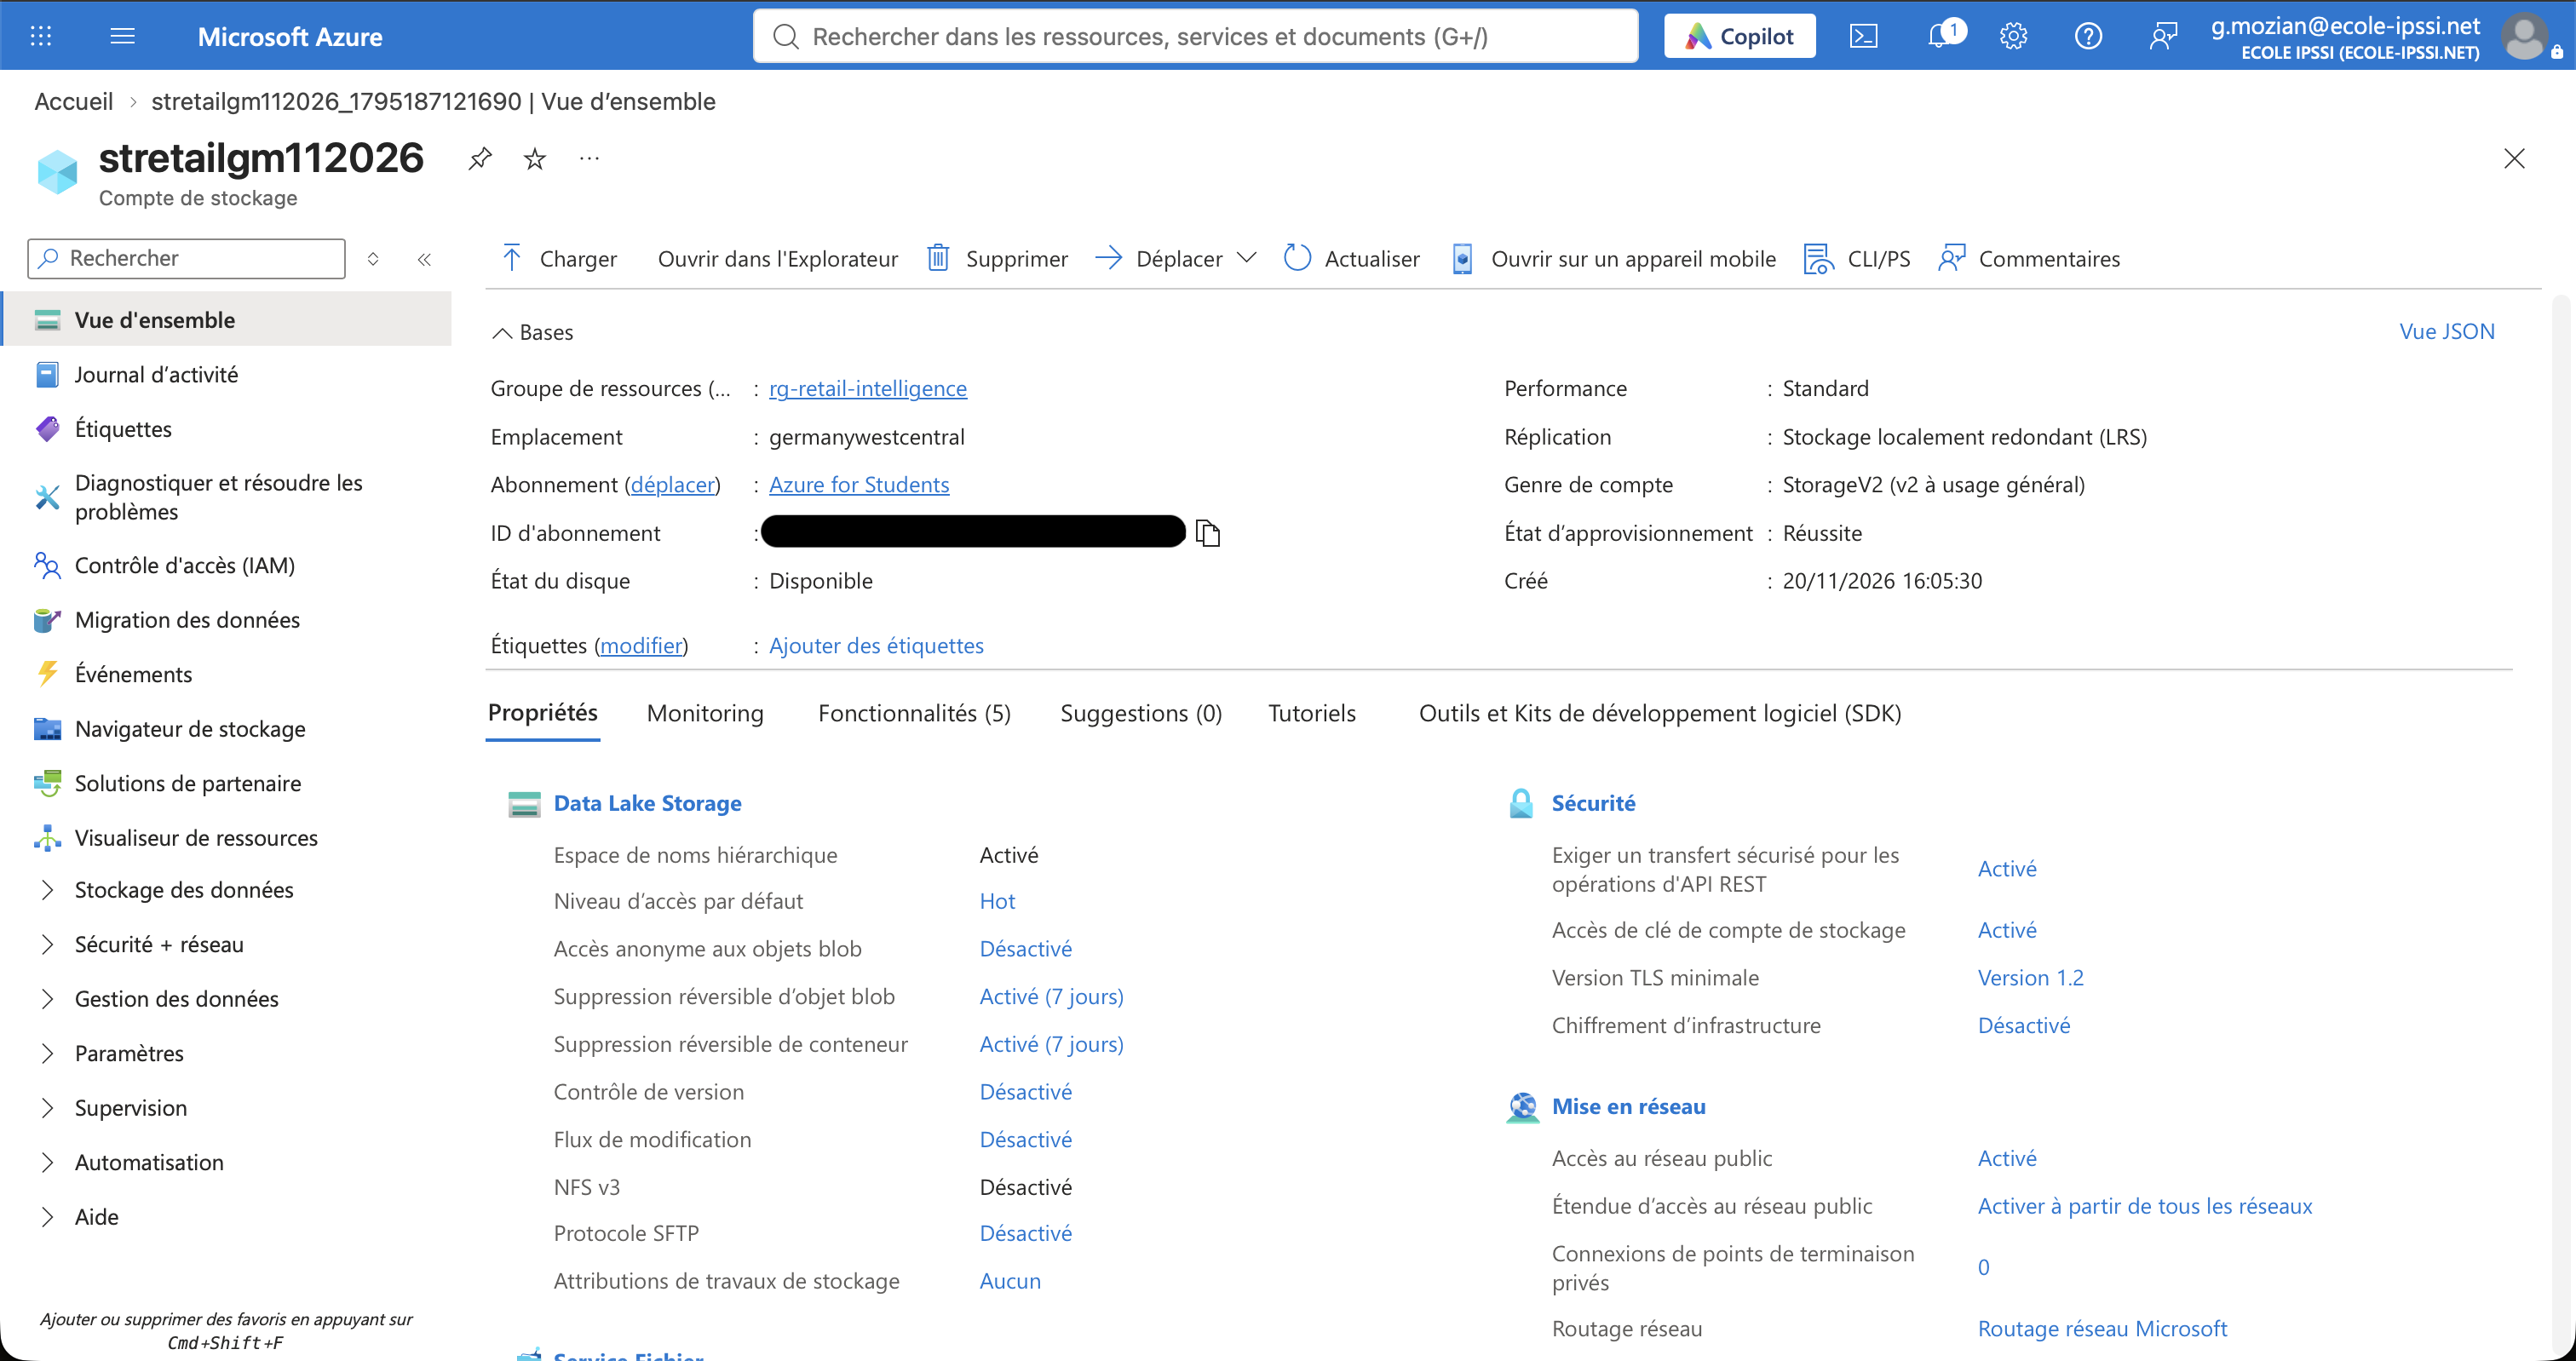 Microsoft Azure
Rechercher dans les ressources, services et documents (G+/)
Copilot
1
g.mozian@ecole-ipssi.net
ECOLE IPSSI (ECOLE-IPSSI.NET)
Accueil > stretailgm112026_1795187121690 | Vue d’ensemble
stretailgm112026
Compte de stockage
Rechercher
Charger
Ouvrir dans l'Explorateur
Supprimer
Déplacer
Actualiser
Ouvrir sur un appareil mobile
CLI/PS
Commentaires
Vue d'ensemble
Journal d’activité
Étiquettes
Diagnostiquer et résoudre les
problèmes
Contrôle d'accès (IAM)
Migration des données
Événements
Navigateur de stockage
Solutions de partenaire
Visualiseur de ressources
Stockage des données
Sécurité + réseau
Gestion des données
Paramètres
Supervision
Automatisation
Aide
Ajouter ou supprimer des favoris en appuyant sur
Cmd+Shift+F
Bases
Vue JSON
Groupe de ressources (... : rg-retail-intelligence
Emplacement : germanywestcentral
Abonnement (déplacer) : Azure for Students
ID d'abonnement :
État du disque : Disponible
Étiquettes (modifier) : Ajouter des étiquettes
Performance : Standard
Réplication : Stockage localement redondant (LRS)
Genre de compte : StorageV2 (v2 à usage général)
État d’approvisionnement : Réussite
Créé : 20/11/2026 16:05:30
Propriétés
Monitoring
Fonctionnalités (5)
Suggestions (0)
Tutoriels
Outils et Kits de développement logiciel (SDK)
Data Lake Storage
Espace de noms hiérarchique Activé
Niveau d’accès par défaut Hot
Accès anonyme aux objets blob Désactivé
Suppression réversible d’objet blob Activé (7 jours)
Suppression réversible de conteneur Activé (7 jours)
Contrôle de version Désactivé
Flux de modification Désactivé
NFS v3 Désactivé
Protocole SFTP Désactivé
Attributions de travaux de stockage Aucun
Service Fichier
Sécurité
Exiger un transfert sécurisé pour les
opérations d'API REST Activé
Accès de clé de compte de stockage Activé
Version TLS minimale Version 1.2
Chiffrement d’infrastructure Désactivé
Mise en réseau
Accès au réseau public Activé
Étendue d’accès au réseau public Activer à partir de tous les réseaux
Connexions de points de terminaison
privés 0
Routage réseau Routage réseau Microsoft